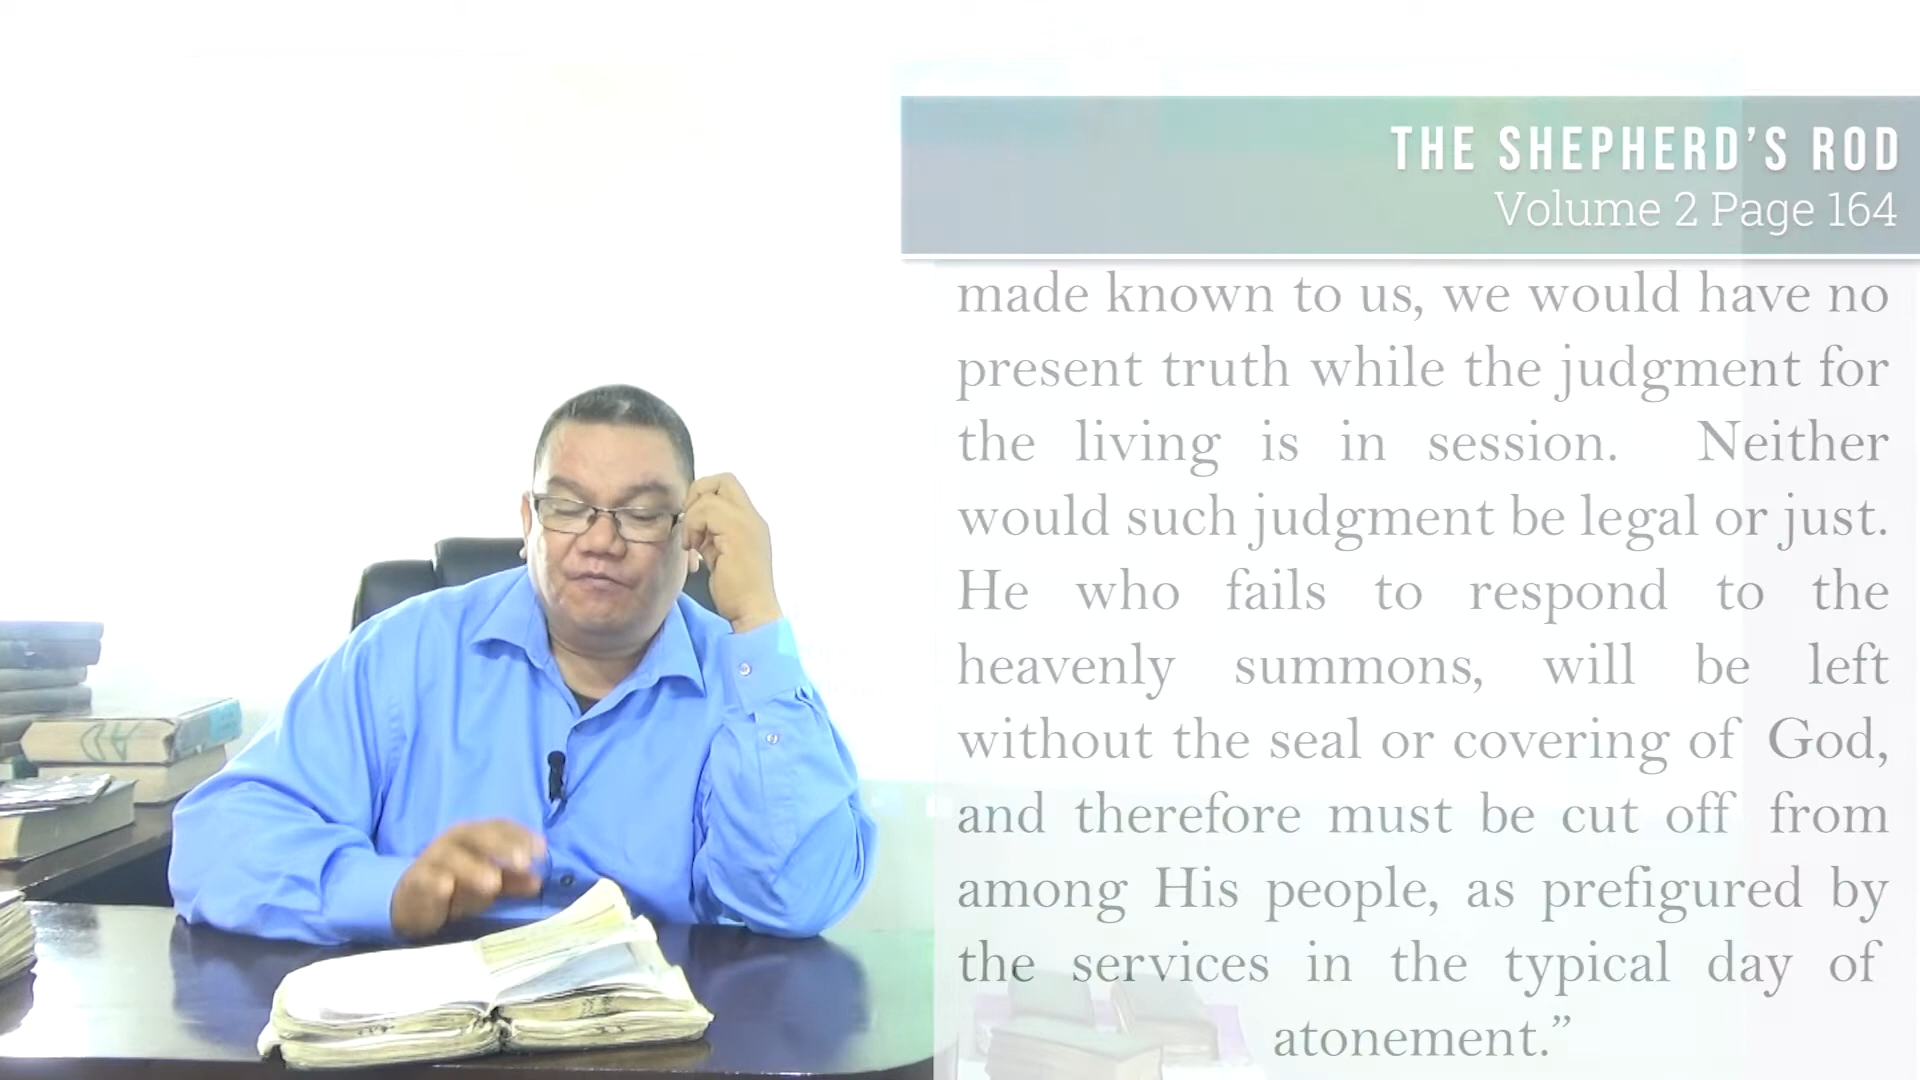 THE SHEPHERD'S ROD
Volume 2 Page 164
made known to us, we would have no
present truth while the judgment for
the living is in session. Neither
would such judgment be legal or just.
He who fails to respond to the
heavenly summons, will be left
without the seal or covering of God,
and therefore must be cut off from
among His people, as prefigured by
the services in the typical day of
atonement.”